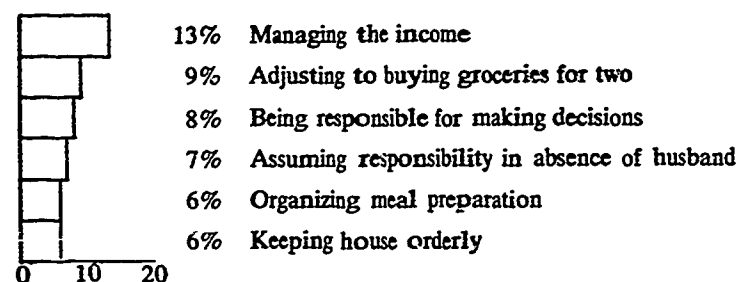 13% Managing the income
9% Adjusting to buying groceries for two
8% Being responsible for making decisions
7% Assuming responsibility in absence of husband
6% Organizing meal preparation
6% Keeping house orderly
0 10 20